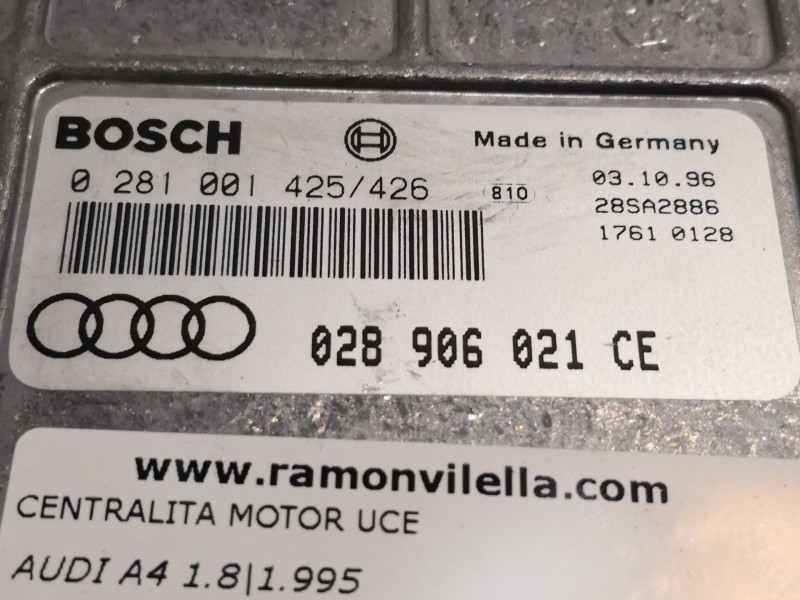 BOSCH
Made in Germany
0 281 001 425/426
810
03.10.96
28SA2886
1761 0128
028 906 021 CE
www.ramonvilella.com
CENTRALITA MOTOR UCE
AUDI A4 1.8|1.995